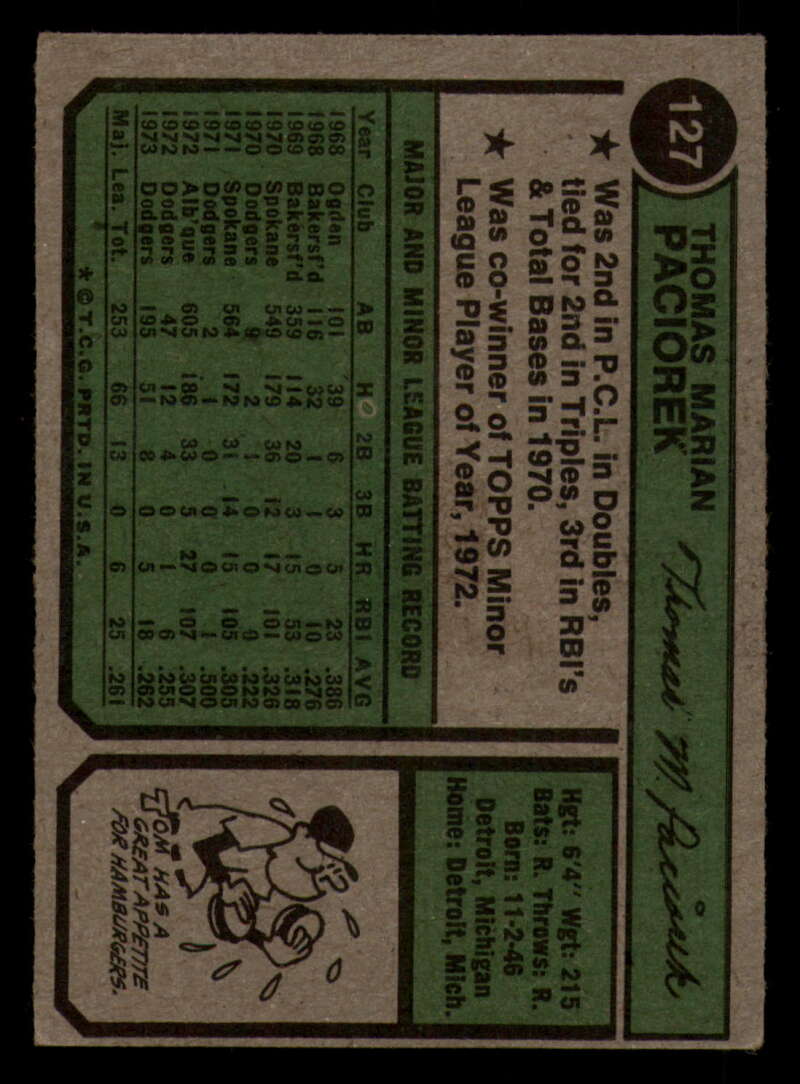 127
THOMAS MARIAN
PACIOREK
Thomas M. Paciorek
★ Was 2nd in P.C.L. in Doubles,
tied for 2nd in Triples, 3rd in RBI's
& Total Bases in 1970.
★ Was co-winner of TOPPS Minor
League Player of Year, 1972.
MAJOR AND MINOR LEAGUE BATTING RECORD
Year Club AB H 2B 3B HR RBI AVG
1968 Ogden 101 39 6 3 5 23 .386
1968 Bakersf'd 116 32 1 1 0 10 .276
1969 Bakersf'd 359 114 20 3 15 53 .318
1970 Spokane 549 179 36 12 17 101 .326
1970 Dodgers 9 2 1 0 0 0 .222
1971 Spokane 564 172 31 14 15 105 .305
1971 Dodgers 2 1 0 0 0 1 .500
1972 Alb'que 605 186 33 5 27 107 .307
1972 Dodgers 47 12 4 0 1 6 .255
1973 Dodgers 195 51 8 0 5 18 .262
Maj. Lea. Tot. 253 66 13 0 6 25 .261
* © T.C.G. PRTD. IN U.S.A.
Hgt: 6'4" Wgt: 215
Bats: R. Throws: R.
Born: 11-2-46
Detroit, Michigan
Home: Detroit, Mich.
TOM HAS A
GREAT APPETITE
FOR HAMBURGERS.